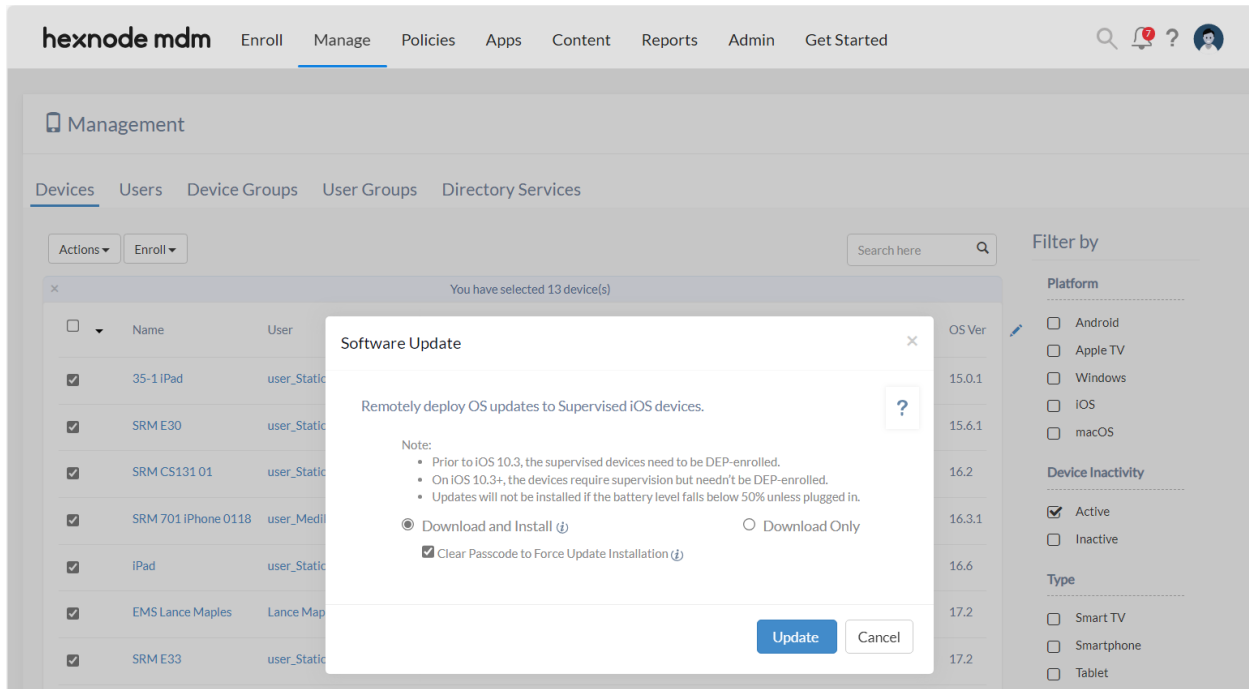 hexnode mdm Enroll Manage Policies Apps Content Reports Admin Get Started 7 ?
Management
Devices Users Device Groups User Groups Directory Services
Actions Enroll Search here
Filter by
× You have selected 13 device(s)
Platform
Name User OS Ver
Android
Apple TV
Windows
iOS
macOS
Device Inactivity
Active
Inactive
Type
Smart TV
Smartphone
Tablet
35-1 iPad user_Static 15.0.1
SRM E30 user_Static 15.6.1
SRM CS131 01 user_Static 16.2
SRM 701 iPhone 0118 user_Medi 16.3.1
iPad user_Static 16.6
EMS Lance Maples Lance Map 17.2
SRM E33 user_Static 17.2
Software Update ×
Remotely deploy OS updates to Supervised iOS devices. ?
Note:
• Prior to iOS 10.3, the supervised devices need to be DEP-enrolled.
• On iOS 10.3+, the devices require supervision but needn't be DEP-enrolled.
• Updates will not be installed if the battery level falls below 50% unless plugged in.
Download and Install i Download Only
Clear Passcode to Force Update Installation i
Update Cancel